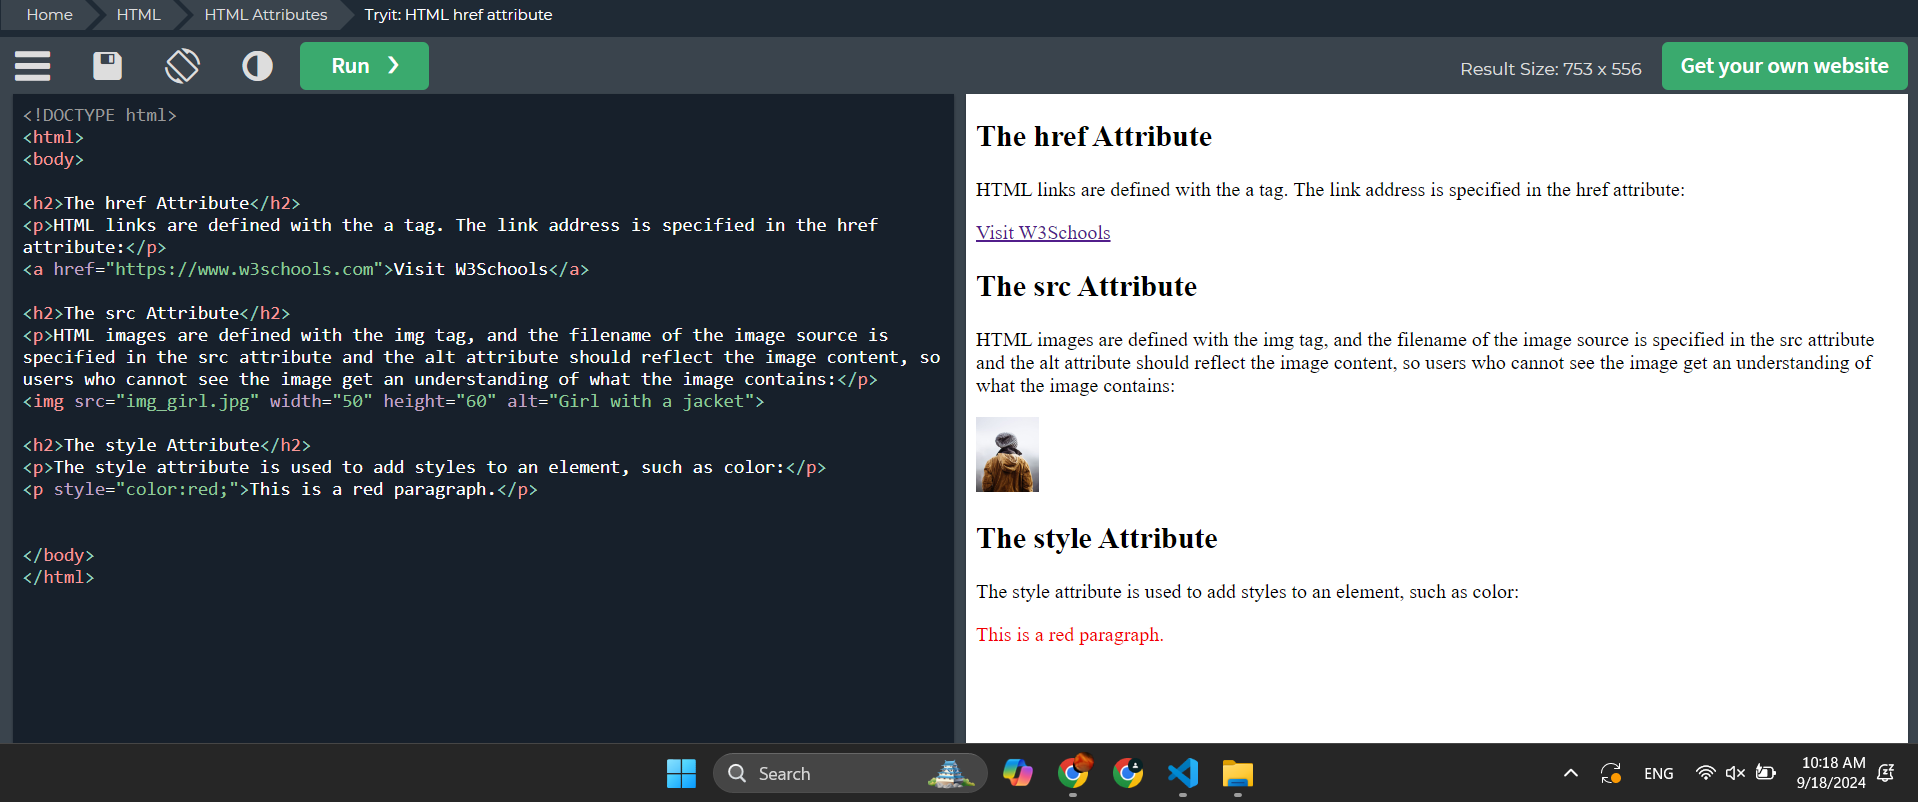 Home HTML HTML Attributes Tryit: HTML href attribute
Run ❯ Result Size: 753 x 556 Get your own website
<!DOCTYPE html>
<html>
<body>
<h2>The href Attribute</h2>
<p>HTML links are defined with the a tag. The link address is specified in the href
attribute:</p>
<a href="https://www.w3schools.com">Visit W3Schools</a>
<h2>The src Attribute</h2>
<p>HTML images are defined with the img tag, and the filename of the image source is
specified in the src attribute and the alt attribute should reflect the image content, so
users who cannot see the image get an understanding of what the image contains:</p>
<img src="img_girl.jpg" width="50" height="60" alt="Girl with a jacket">
<h2>The style Attribute</h2>
<p>The style attribute is used to add styles to an element, such as color:</p>
<p style="color:red;">This is a red paragraph.</p>
</body>
</html>
The href Attribute
HTML links are defined with the a tag. The link address is specified in the href attribute:
Visit W3Schools
The src Attribute
HTML images are defined with the img tag, and the filename of the image source is specified in the src attribute
and the alt attribute should reflect the image content, so users who cannot see the image get an understanding of
what the image contains:
The style Attribute
The style attribute is used to add styles to an element, such as color:
This is a red paragraph.
Search
ENG
10:18 AM
9/18/2024